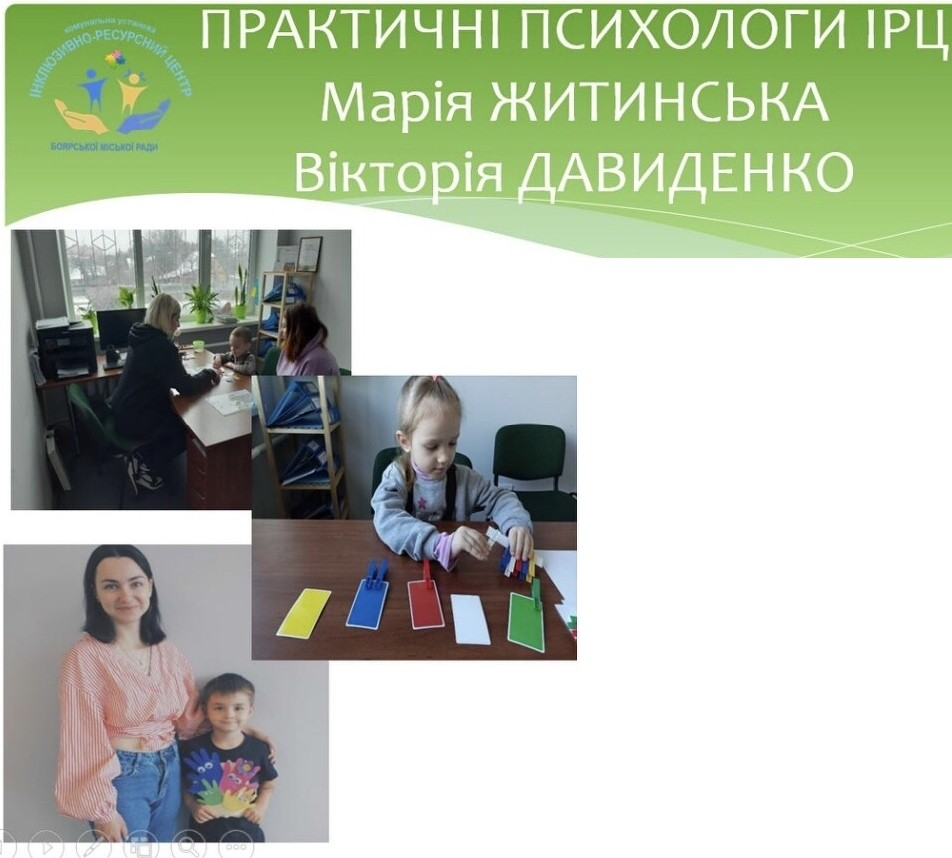 комунальна установа
ІНКЛЮЗИВНО-РЕСУРСНИЙ ЦЕНТР
БОЯРСЬКОЇ МІСЬКОЇ РАДИ
ПРАКТИЧНІ ПСИХОЛОГИ ІРЦ
Марія ЖИТИНСЬКА
Вікторія ДАВИДЕНКО